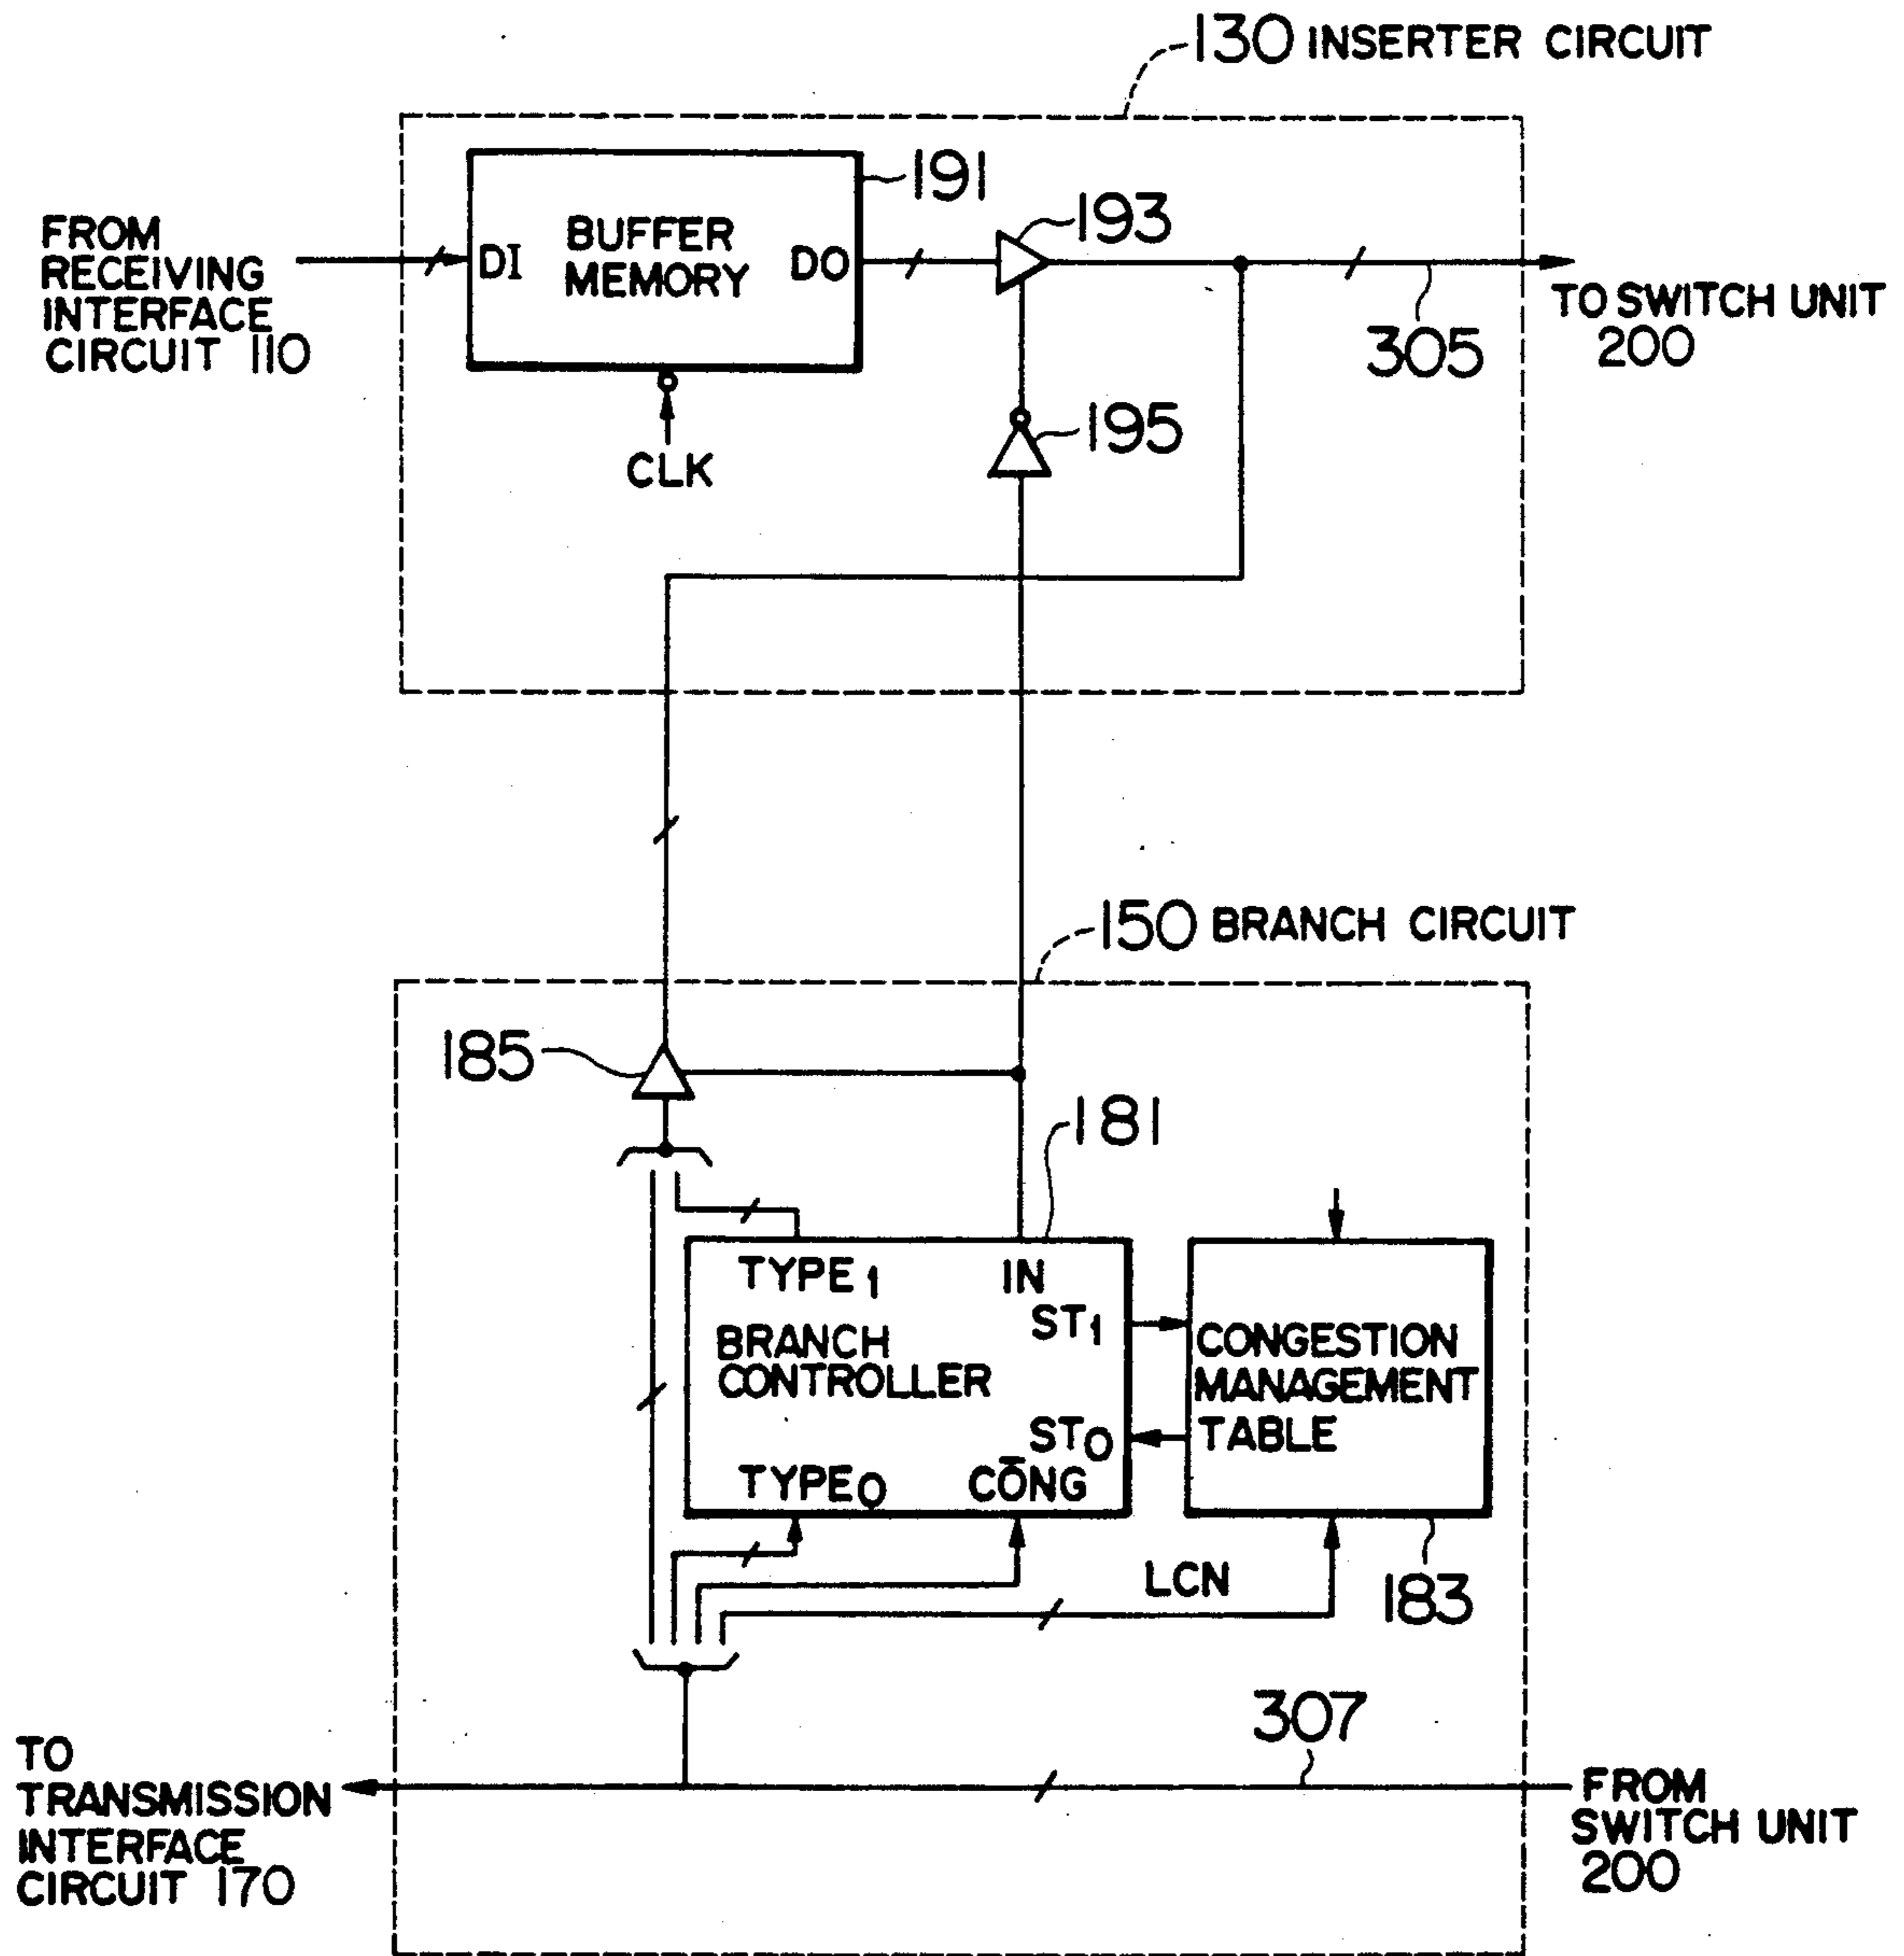 130 INSERTER CIRCUIT
191
193
FROM
RECEIVING
INTERFACE
CIRCUIT 110
DI
BUFFER
MEMORY
DO
TO SWITCH UNIT
200
305
195
CLK
150 BRANCH CIRCUIT
185
181
TYPE1
IN
ST1
BRANCH
CONTROLLER
CONGESTION
MANAGEMENT
TABLE
ST0
TYPE0
CŌNG
LCN
183
307
TO
TRANSMISSION
INTERFACE
CIRCUIT 170
FROM
SWITCH UNIT
200